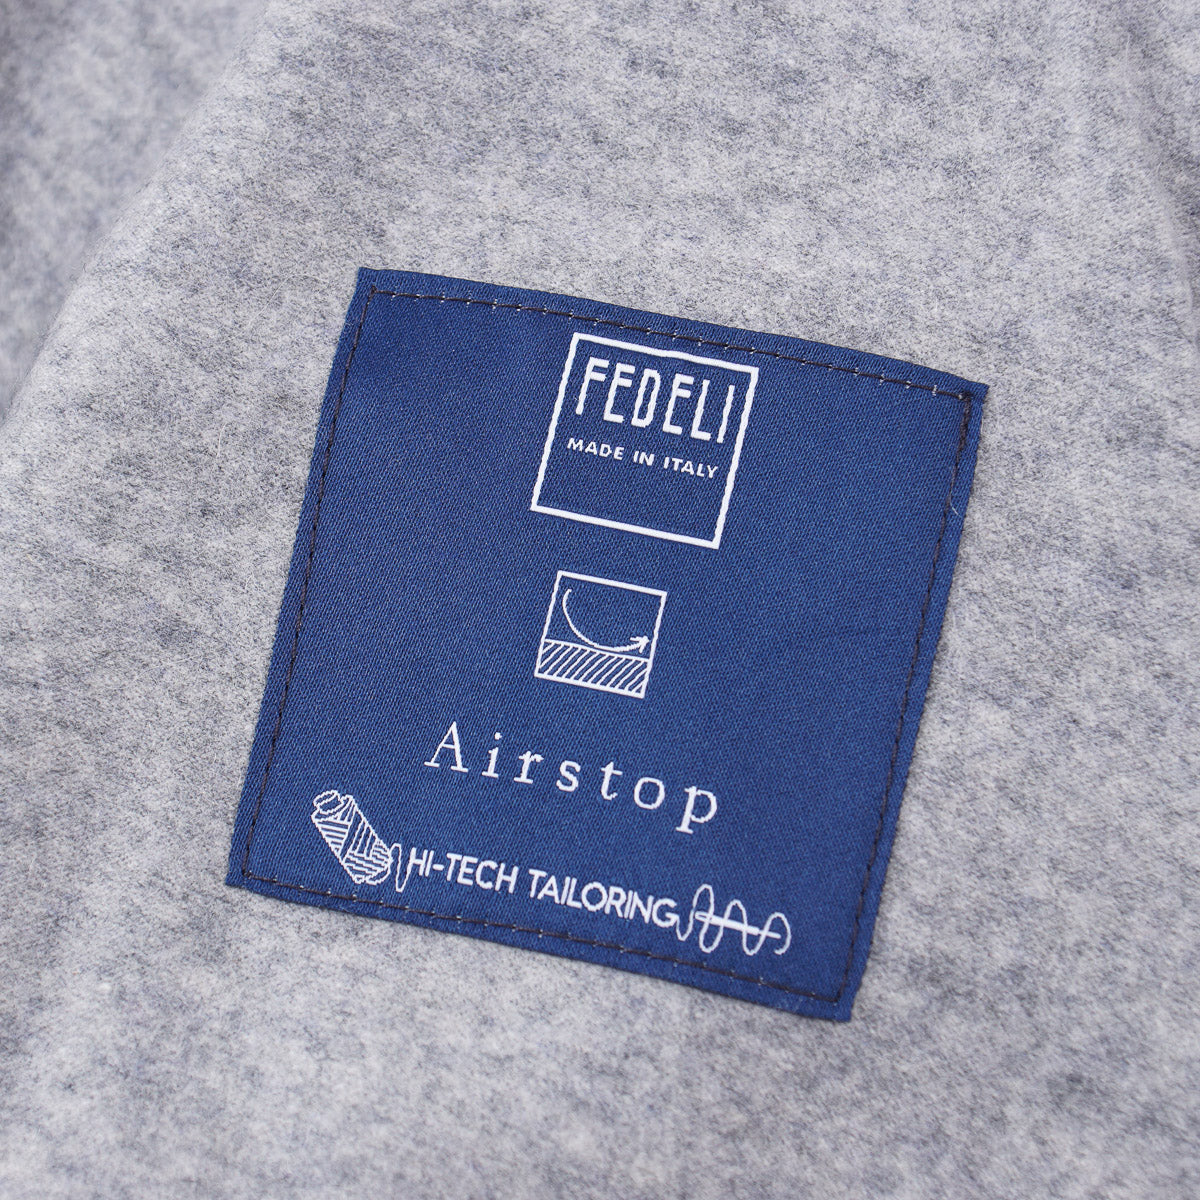 FEDELI
MADE IN ITALY
Airstop
HI-TECH TAILORING